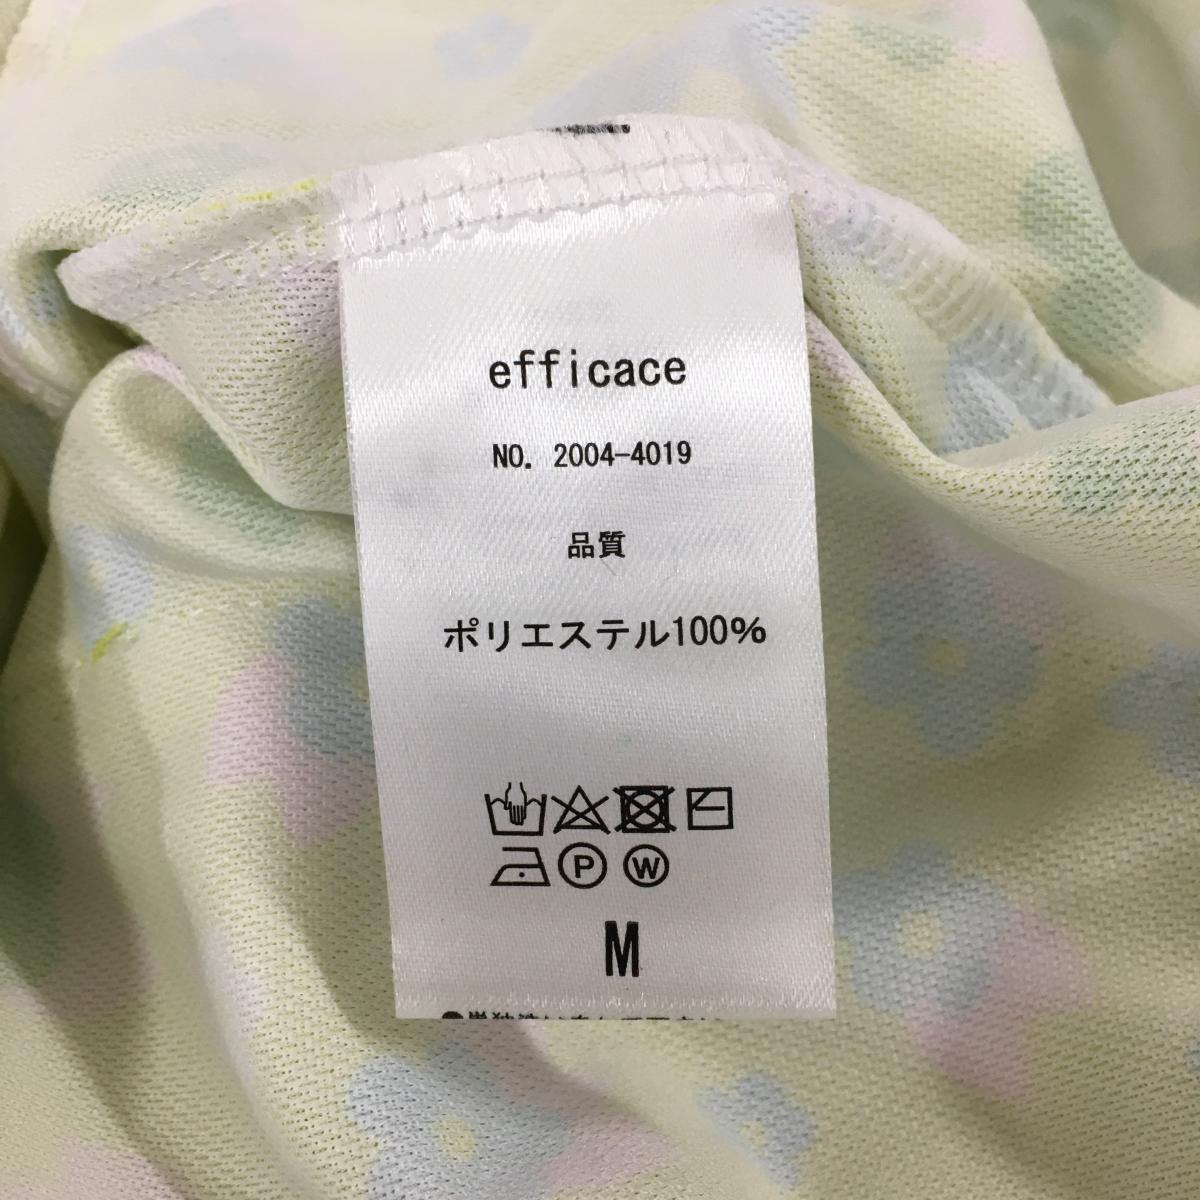 efficace
NO. 2004-4019
品質
ポリエステル100%
P W
M